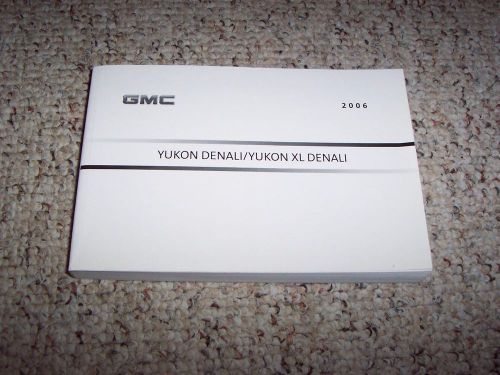 GMC 2006
YUKON DENALI/YUKON XL DENALI